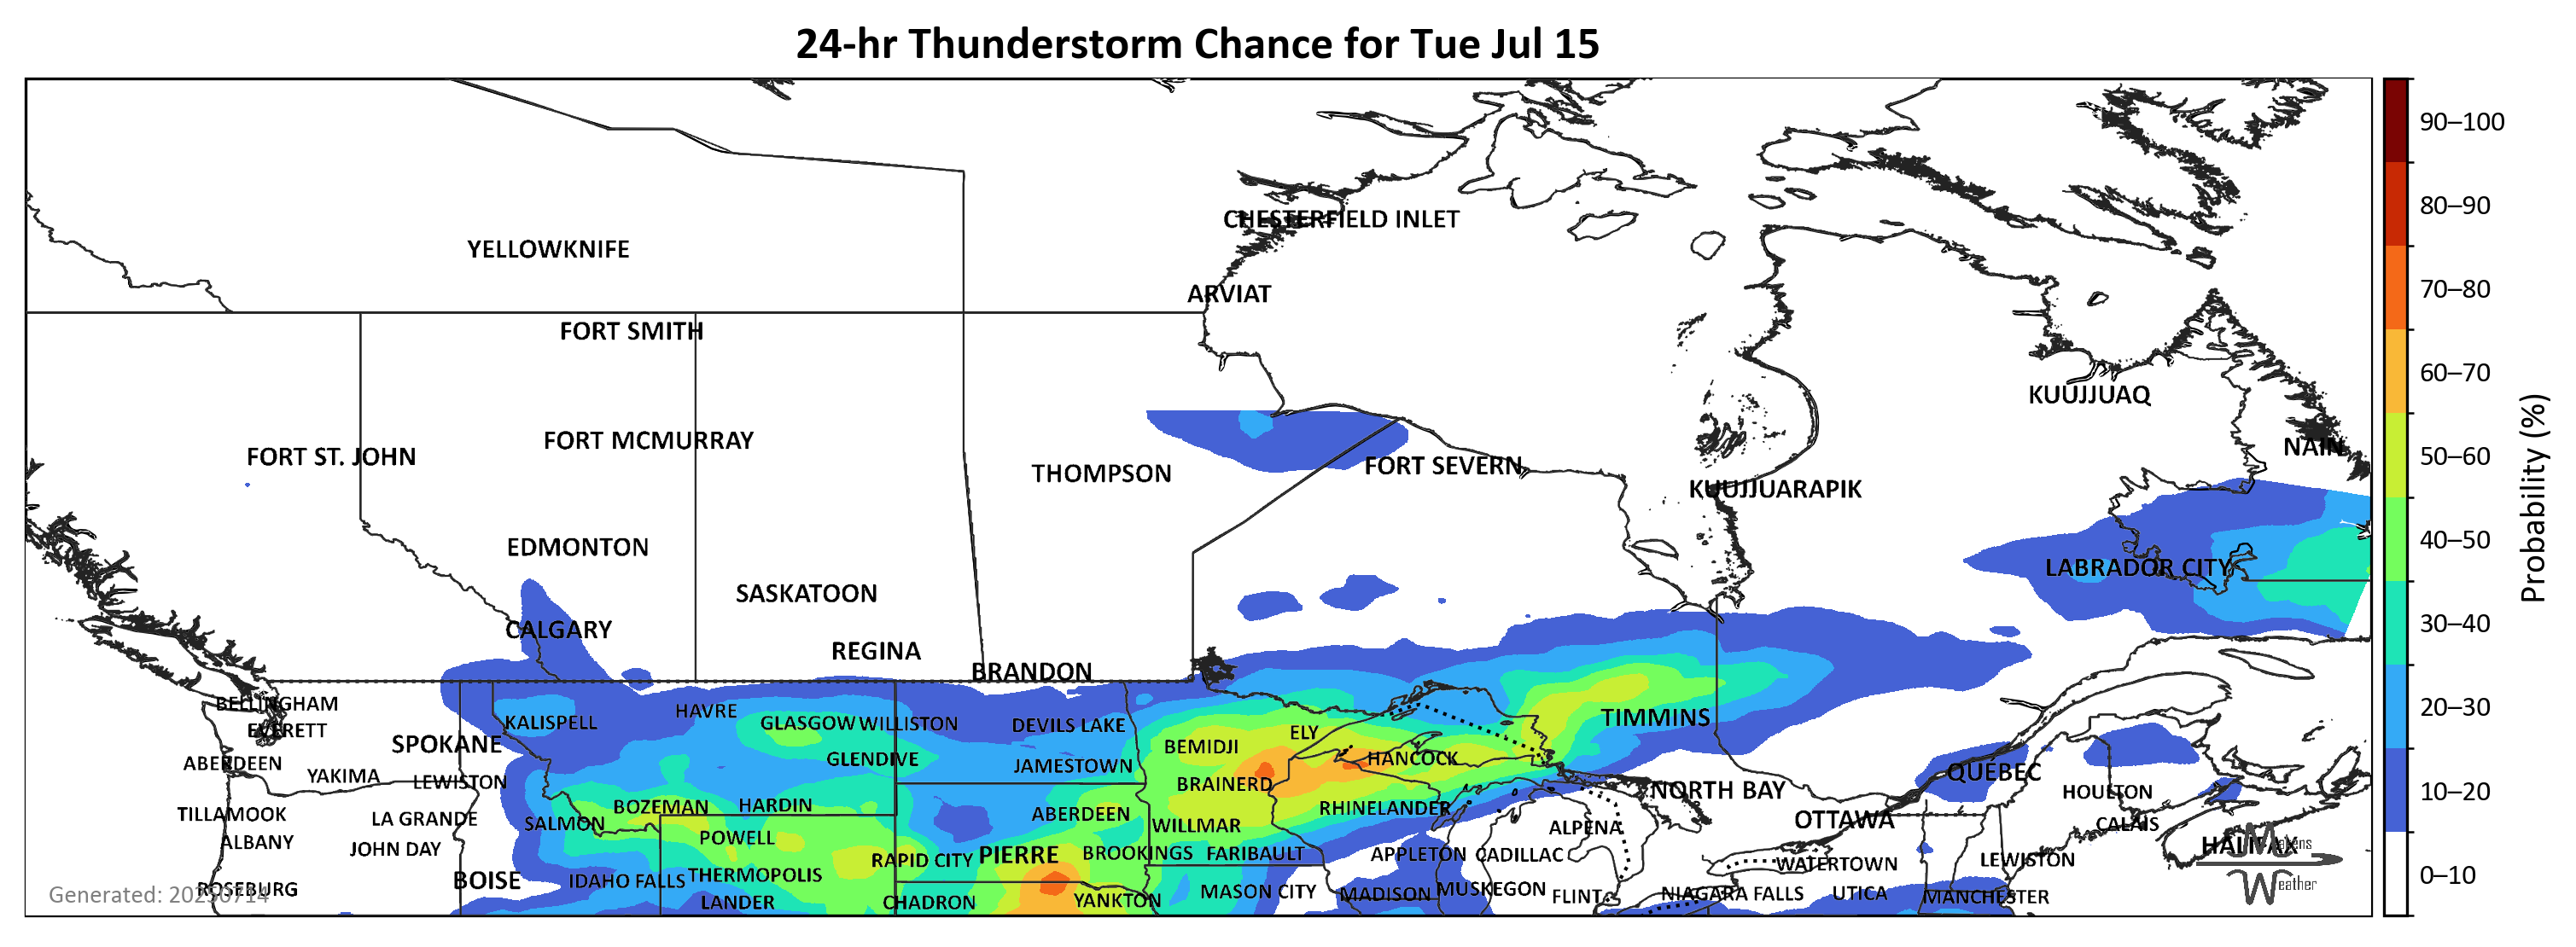 24-hr Thunderstorm Chance for Tue Jul 15
90–100
80–90
CHESTERFIELD INLET
YELLOWKNIFE
ARVIAT
70–80
FORT SMITH
60–70
KUUJJUAQ
FORT MCMURRAY
NAIN
50–60
FORT ST. JOHN
FORT SEVERN
THOMPSON
KUUJJUARAPIK
Probability (%)
40–50
EDMONTON
LABRADOR CITY
SASKATOON
30–40
CALGARY
REGINA
BRANDON
BELLINGHAM
20–30
HAVRE
KALISPELL
GLASGOW
WILLISTON
DEVILS LAKE
TIMMINS
EVERETT
ELY
SPOKANE
BEMIDJI
HANCOCK
GLENDIVE
ABERDEEN
JAMESTOWN
QUÉBEC
YAKIMA
LEWISTON
BRAINERD
NORTH BAY
HOULTON
10–20
BOZEMAN
HARDIN
RHINELANDER
TILLAMOOK
LA GRANDE
SALMON
ABERDEEN
WILLMAR
ALPENA
OTTAWA
CALAIS
ALBANY
JOHN DAY
POWELL
HALIFAX
Makens
RAPID CITY
PIERRE
BROOKINGS
FARIBAULT
APPLETON
CADILLAC
WATERTOWN
LEWISTON
0–10
BOISE
IDAHO FALLS
THERMOPOLIS
Weather
ROSEBURG
Generated: 20250714
LANDER
CHADRON
YANKTON
MASON CITY
MADISON
MUSKEGON
FLINT
NIAGARA FALLS
UTICA
MANCHESTER